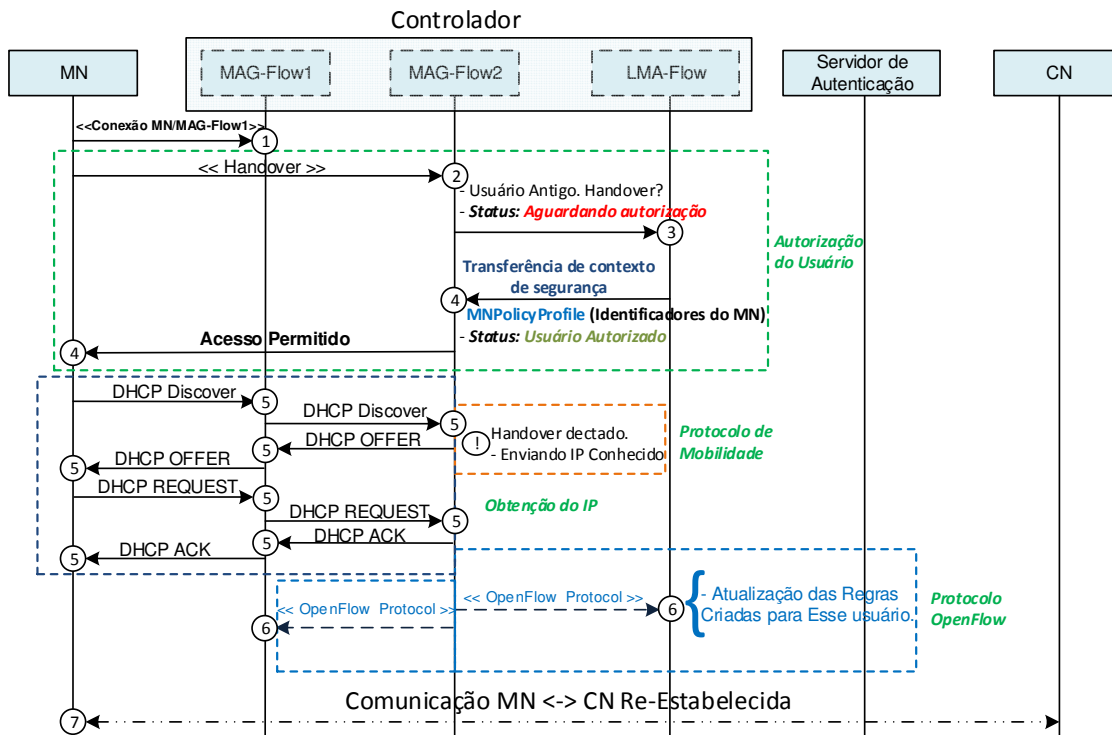 Controlador
MN
MAG-Flow1
MAG-Flow2
LMA-Flow
Servidor de
Autenticação
CN
<<Conexão MN/MAG-Flow1>>
1
<< Handover >>
2
- Usuário Antigo. Handover?
- Status: Aguardando autorização
3
Autorização
do Usuário
Transferência de contexto
de segurança
4
MNPolicyProfile (Identificadores do MN)
- Status: Usuário Autorizado
Acesso Permitido
4
DHCP Discover
5
DHCP Discover
5
! Handover dectado.
- Enviando IP Conhecido
Protocolo de
Mobilidade
DHCP OFFER
5
DHCP OFFER
5
DHCP REQUEST
5
Obtenção do IP
DHCP REQUEST
5
DHCP ACK
5
DHCP ACK
5
<< OpenFlow Protocol >>
6
- Atualização das Regras
Criadas para Esse usuário.
Protocolo
OpenFlow
<< OpenFlow Protocol >>
6
Comunicação MN <-> CN Re-Estabelecida
7